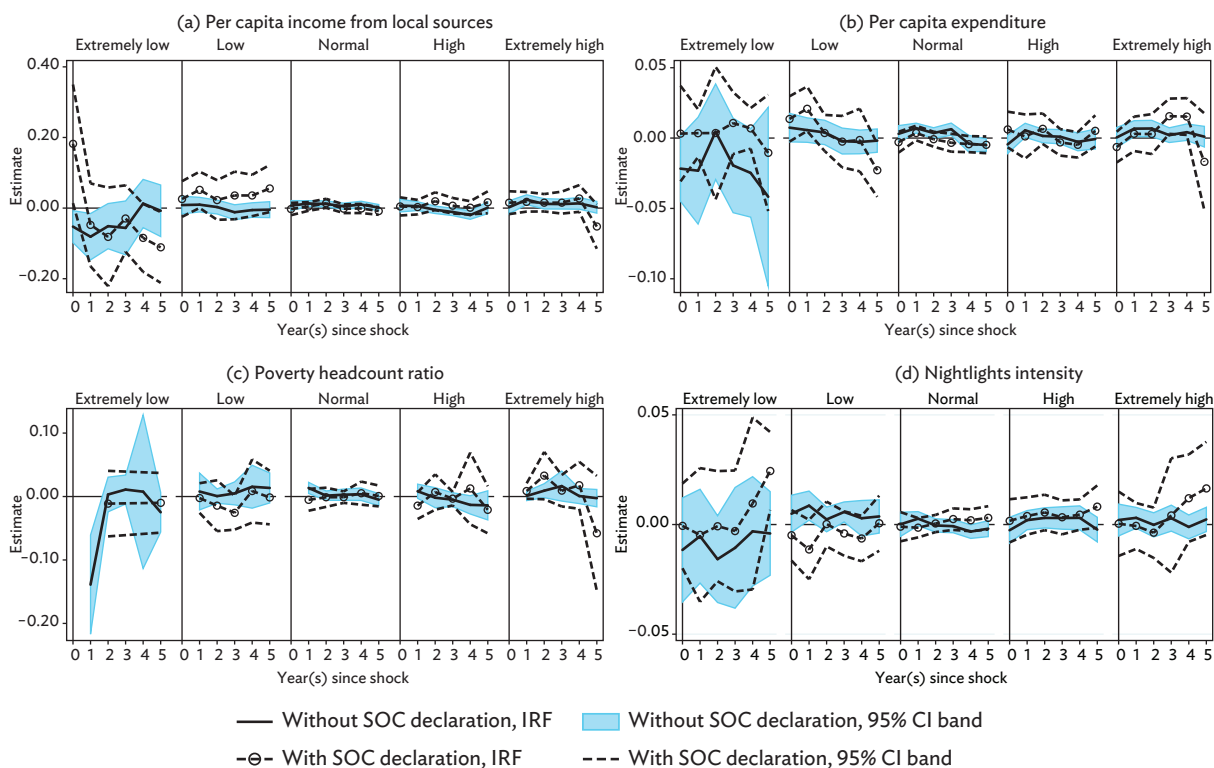 (a) Per capita income from local sources
Extremely low Low Normal High Extremely high
Estimate
0.40
0.20
0.00
−0.20
0 1 2 3 4 5 0 1 2 3 4 5 0 1 2 3 4 5 0 1 2 3 4 5 0 1 2 3 4 5
Year(s) since shock
(b) Per capita expenditure
Extremely low Low Normal High Extremely high
Estimate
0.05
0.00
−0.05
−0.10
0 1 2 3 4 5 0 1 2 3 4 5 0 1 2 3 4 5 0 1 2 3 4 5 0 1 2 3 4 5
Year(s) since shock
(c) Poverty headcount ratio
Extremely low Low Normal High Extremely high
Estimate
0.10
0.00
−0.10
−0.20
0 1 2 3 4 5 0 1 2 3 4 5 0 1 2 3 4 5 0 1 2 3 4 5 0 1 2 3 4 5
Year(s) since shock
(d) Nightlights intensity
Extremely low Low Normal High Extremely high
Estimate
0.05
0.00
−0.05
0 1 2 3 4 5 0 1 2 3 4 5 0 1 2 3 4 5 0 1 2 3 4 5 0 1 2 3 4 5
Year(s) since shock
Without SOC declaration, IRF Without SOC declaration, 95% CI band
With SOC declaration, IRF With SOC declaration, 95% CI band